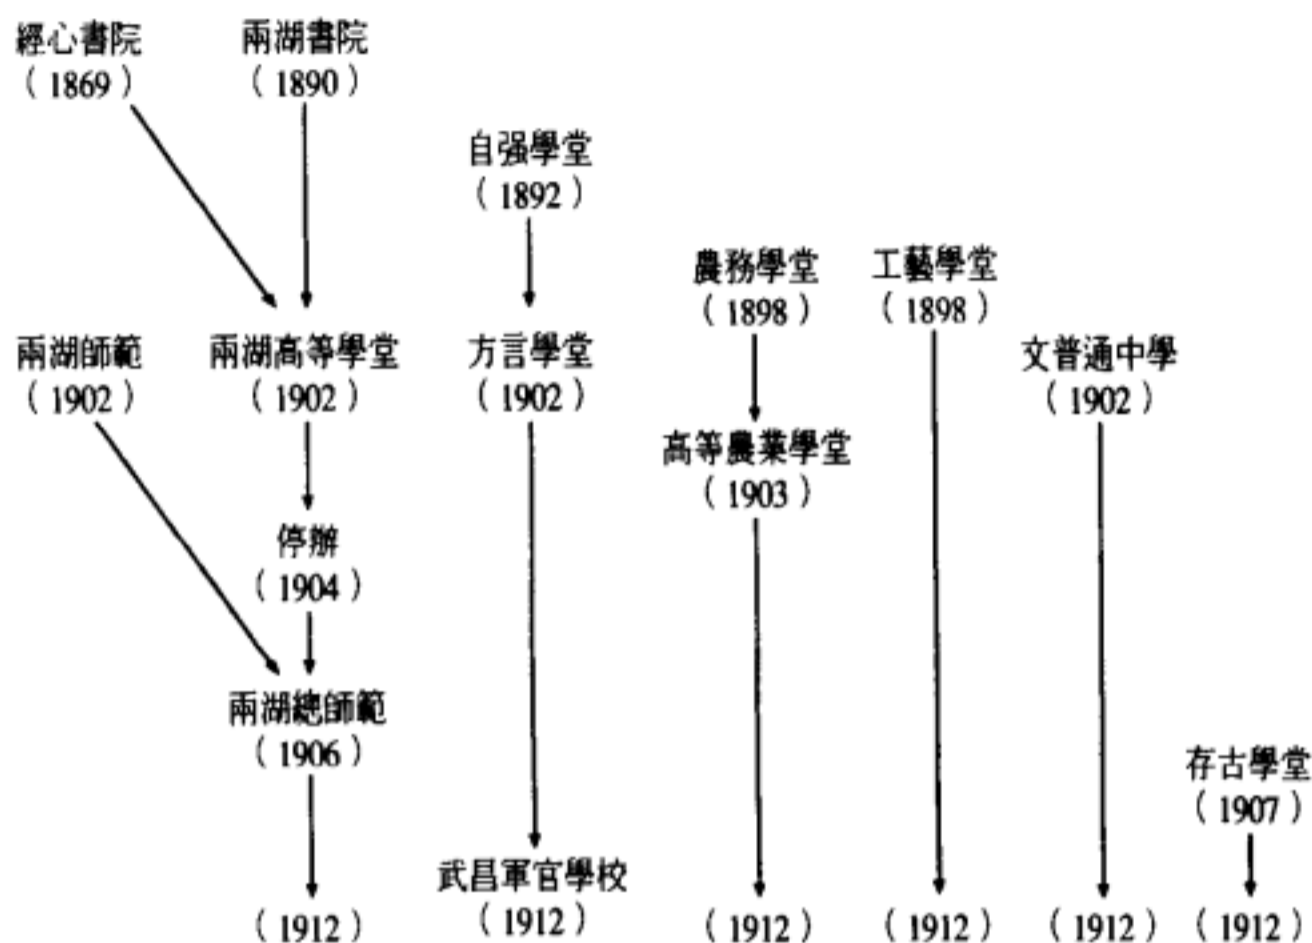 經心書院
(1869)
兩湖書院
(1890)
自强學堂
(1892)
農務學堂
(1898)
工藝學堂
(1898)
兩湖師範
(1902)
兩湖高等學堂
(1902)
方言學堂
(1902)
文普通中學
(1902)
高等農業學堂
(1903)
停辦
(1904)
兩湖總師範
(1906)
存古學堂
(1907)
武昌軍官學校
(1912)
(1912)
(1912)
(1912)
(1912)
(1912)